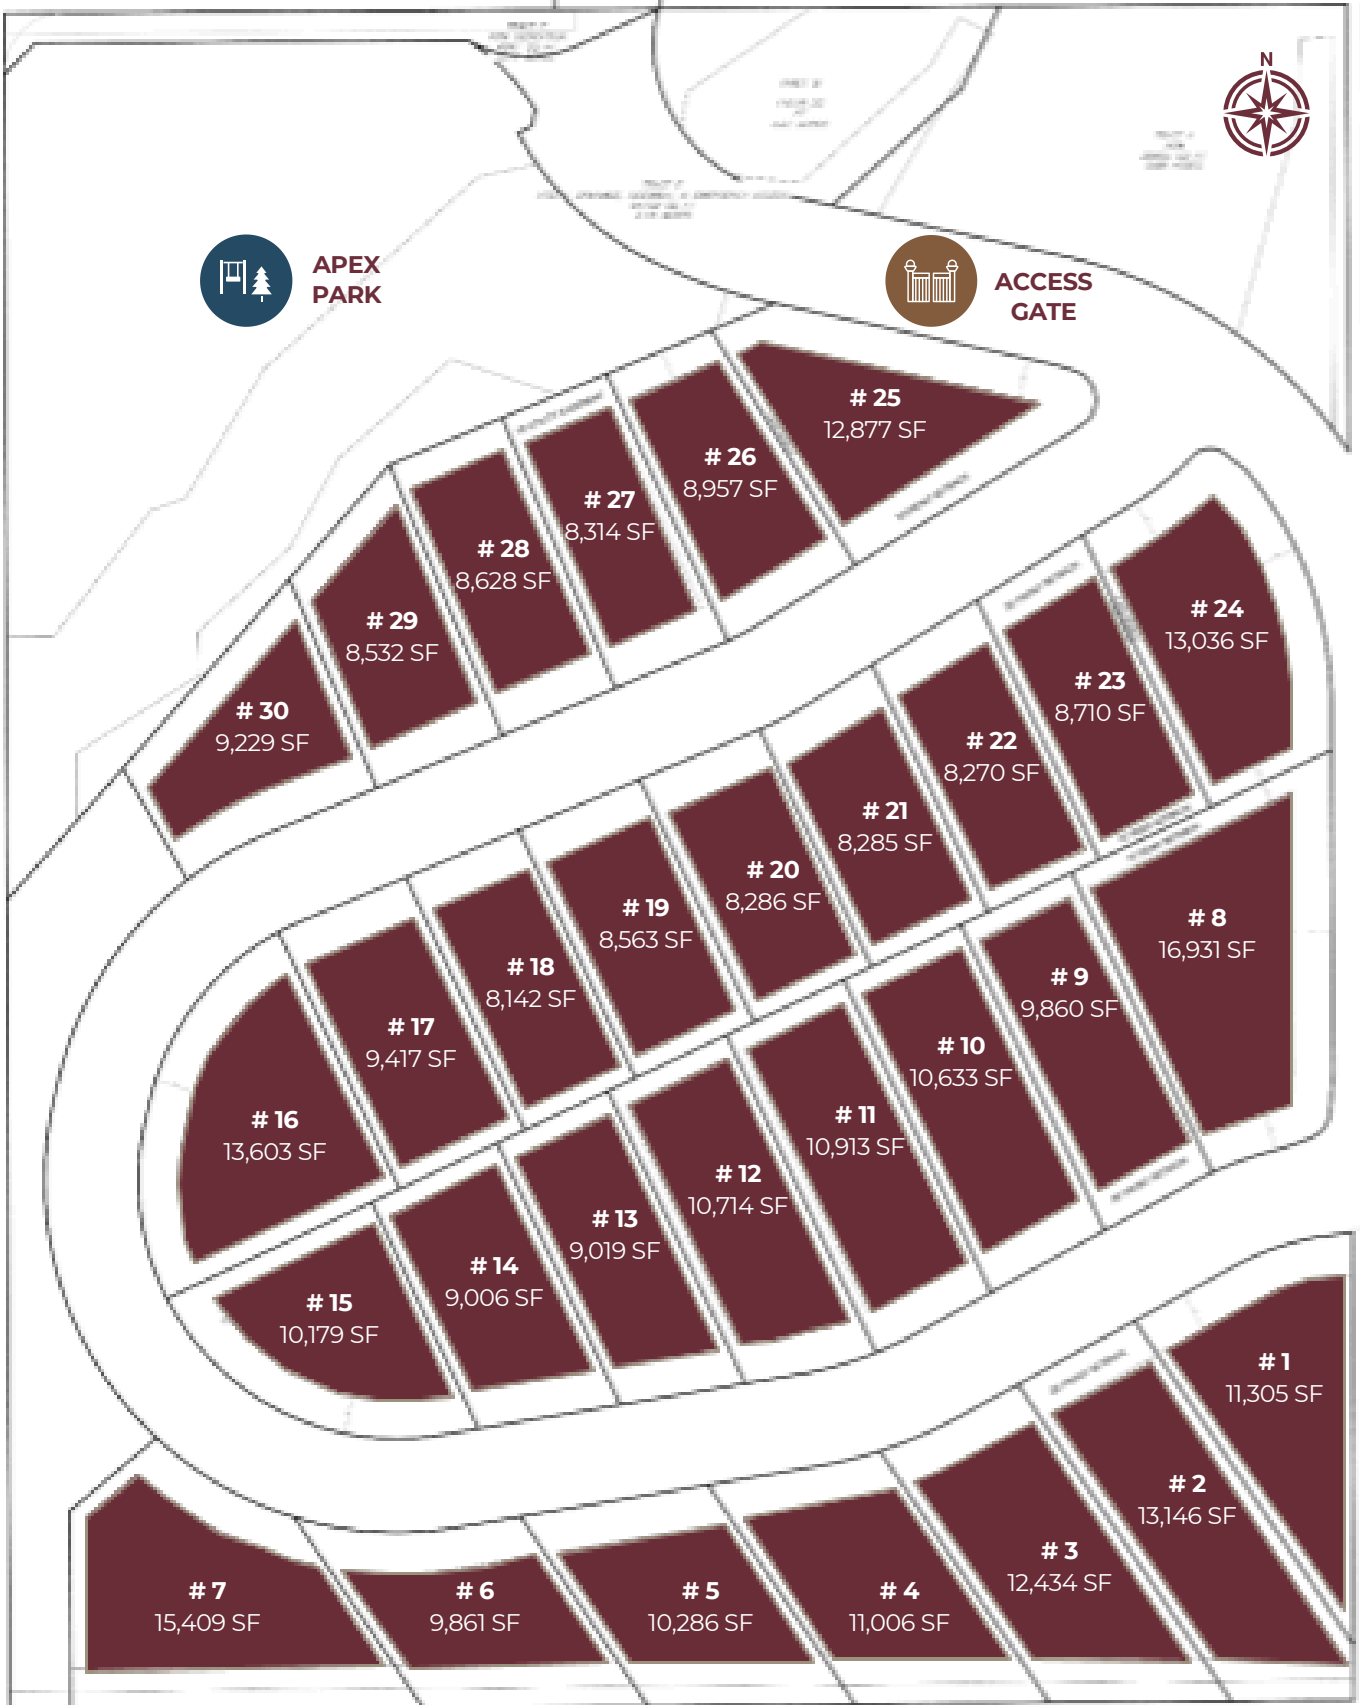 N
APEX
PARK
ACCESS
GATE
# 25
12,877 SF
# 26
8,957 SF
# 27
8,314 SF
# 28
8,628 SF
# 29
8,532 SF
# 30
9,229 SF
# 24
13,036 SF
# 23
8,710 SF
# 22
8,270 SF
# 21
8,285 SF
# 20
8,286 SF
# 19
8,563 SF
# 18
8,142 SF
# 17
9,417 SF
# 16
13,603 SF
# 8
16,931 SF
# 9
9,860 SF
# 10
10,633 SF
# 11
10,913 SF
# 12
10,714 SF
# 13
9,019 SF
# 14
9,006 SF
# 15
10,179 SF
# 1
11,305 SF
# 2
13,146 SF
# 3
12,434 SF
# 4
11,006 SF
# 5
10,286 SF
# 6
9,861 SF
# 7
15,409 SF